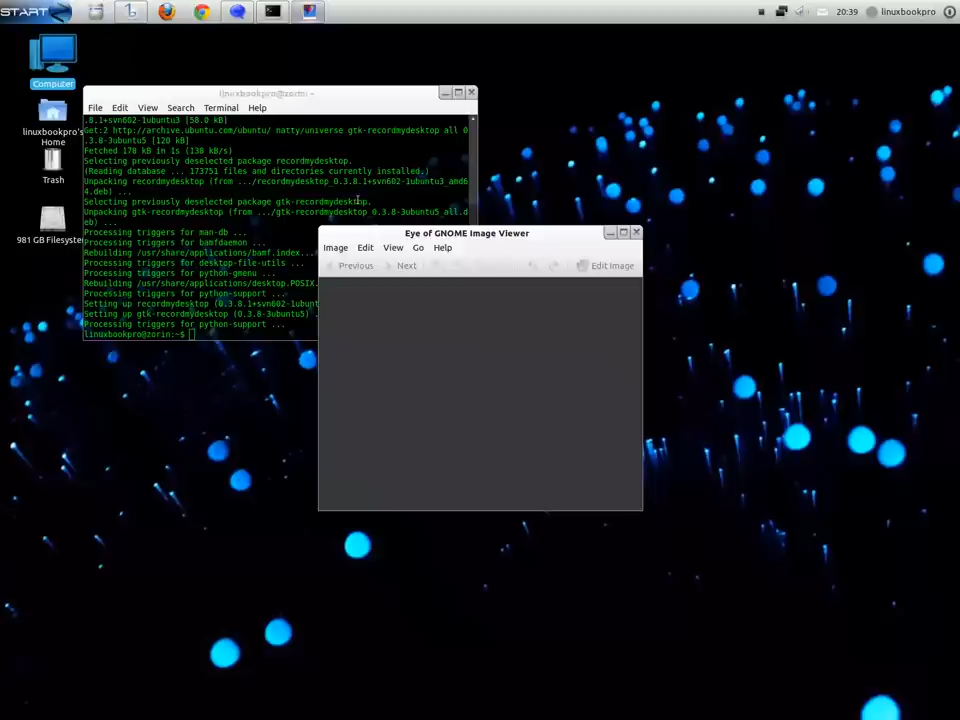 START
20:39
linuxbookpro
Computer
linuxbookpro's
Home
Trash
981 GB Filesyste
linuxbookpro@zorin: ~
File Edit View Search Terminal Help
.8.1+svn602-1ubuntu3 [58.0 kB]
Get:2 http://archive.ubuntu.com/ubuntu/ natty/universe gtk-recordmydesktop all 0
.3.8-3ubuntu5 [120 kB]
Fetched 178 kB in 1s (138 kB/s)
Selecting previously deselected package recordmydesktop.
(Reading database ... 173751 files and directories currently installed.)
Unpacking recordmydesktop (from .../recordmydesktop_0.3.8.1+svn602-1ubuntu3_amd6
4.deb) ...
Selecting previously deselected package gtk-recordmydesktop.
Unpacking gtk-recordmydesktop (from .../gtk-recordmydesktop_0.3.8-3ubuntu5_all.d
eb) ...
Processing triggers for man-db ...
Processing triggers for bamfdaemon ...
Rebuilding /usr/share/applications/bamf.index...
Processing triggers for desktop-file-utils ...
Processing triggers for python-gmenu ...
Rebuilding /usr/share/applications/desktop.POSIX.
Processing triggers for python-support ...
Setting up recordmydesktop (0.3.8.1+svn602-1ubunt
Setting up gtk-recordmydesktop (0.3.8-3ubuntu5) .
Processing triggers for python-support ...
linuxbookpro@zorin:~$
Eye of GNOME Image Viewer
Image Edit View Go Help
Previous Next Edit Image